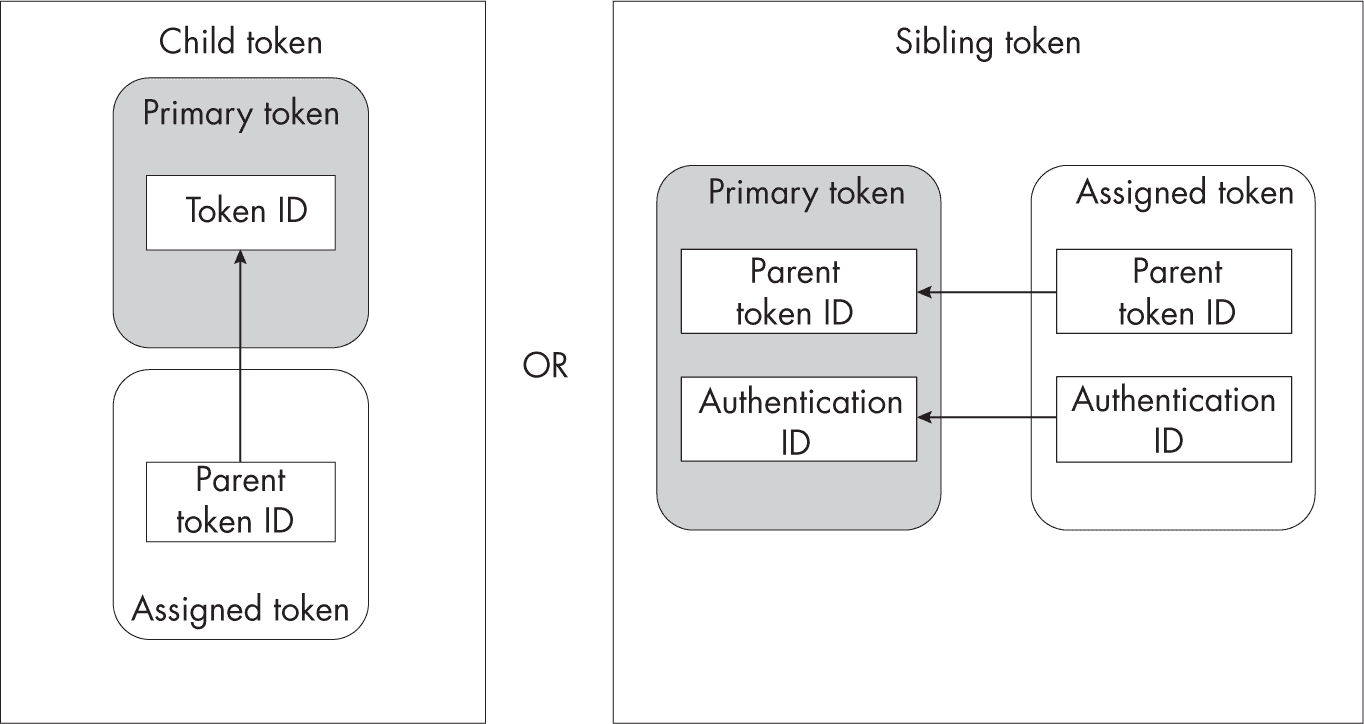 Child token
Primary token
Token ID
Parent
token ID
Assigned token
OR
Sibling token
Primary token
Parent
token ID
Authentication
ID
Assigned token
Parent
token ID
Authentication
ID